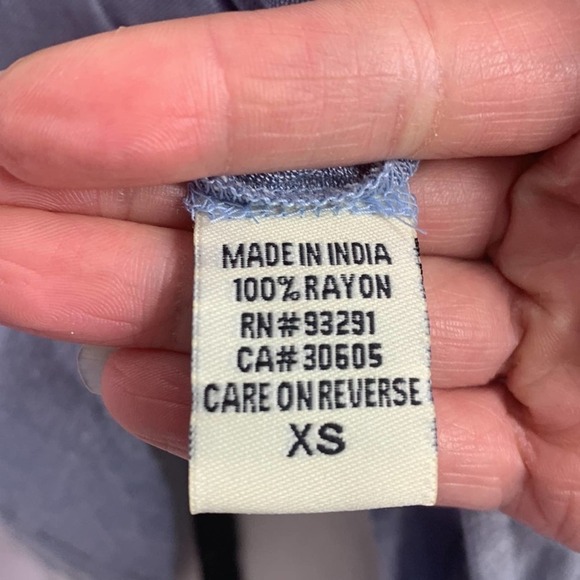 MADE IN INDIA
100% RAYON
RN# 93291
CA# 30605
CARE ON REVERSE
XS